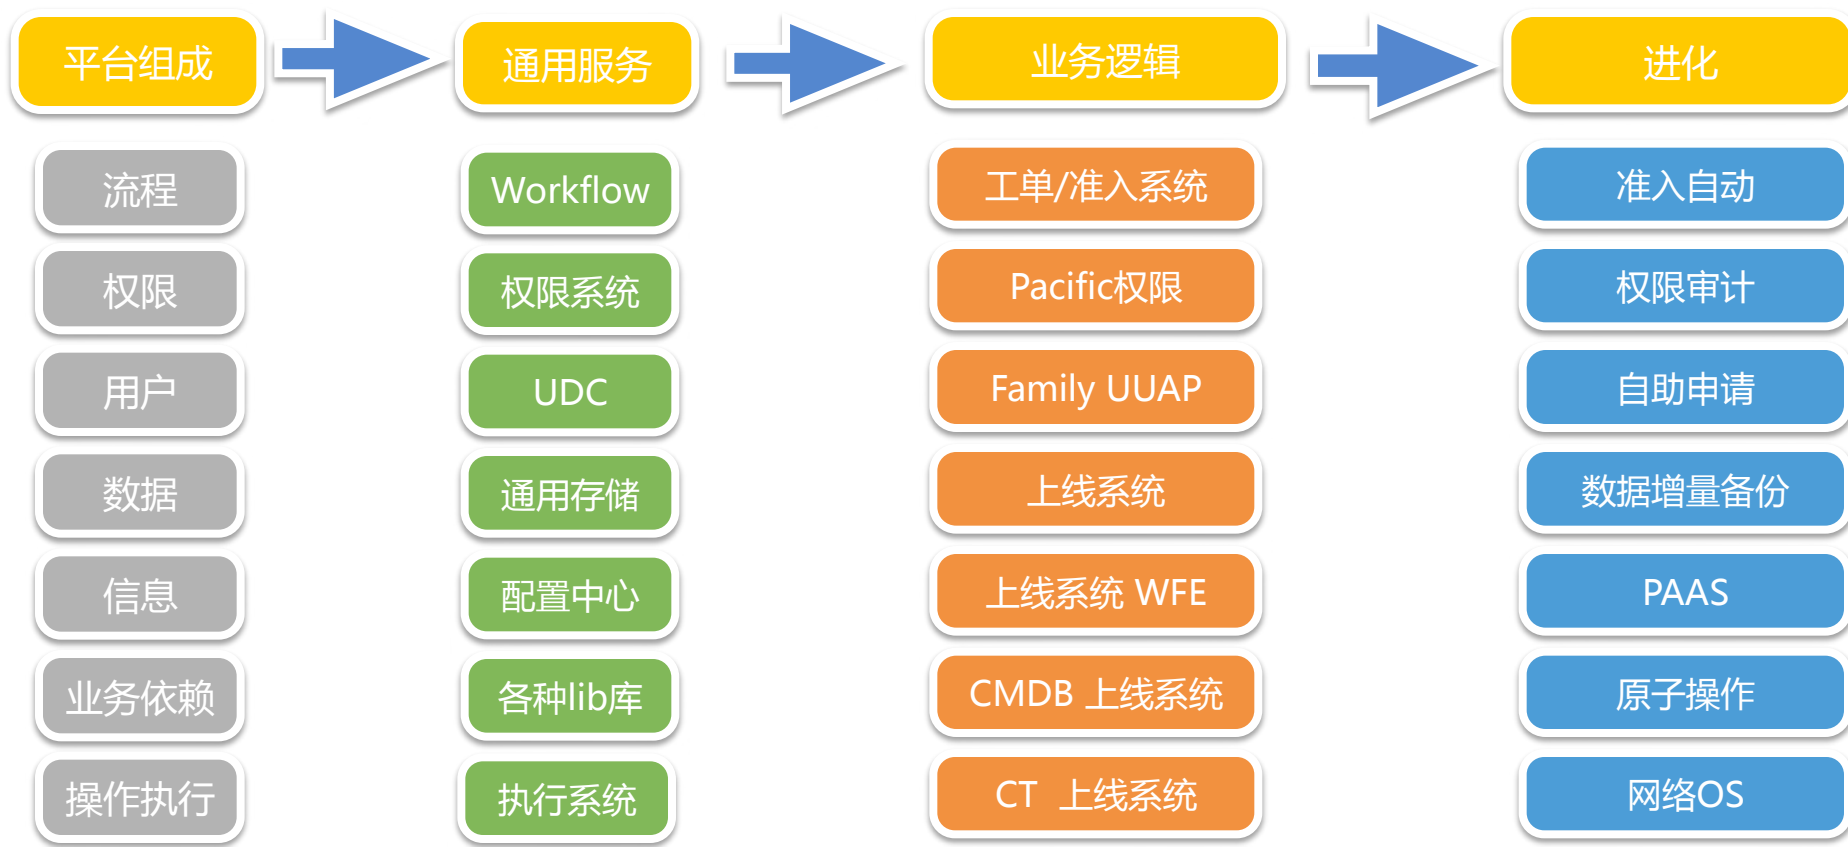 平台组成
通用服务
业务逻辑
进化
流程
Workflow
工单/准入系统
准入自动
权限
权限系统
Pacific权限
权限审计
用户
UDC
Family UUAP
自助申请
数据
通用存储
上线系统
数据增量备份
信息
配置中心
上线系统 WFE
PAAS
业务依赖
各种lib库
CMDB 上线系统
原子操作
操作执行
执行系统
CT 上线系统
网络OS